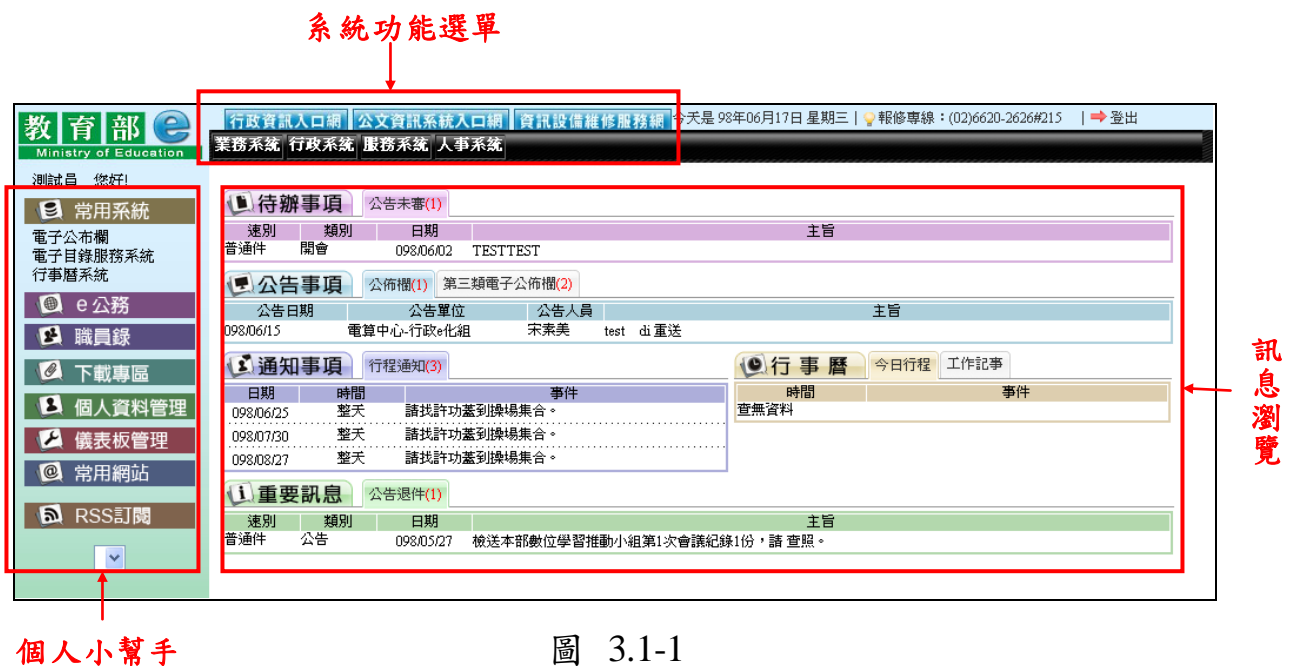 系統功能選單
教育部
Ministry of Education
行政資訊入口網 公文資訊系統入口網 資訊設備維修服務網 今天是 98年06月17日 星期三 | 報修專線：(02)6620-2626#215 | 登出
業務系統 行政系統 服務系統 人事系統
測試員 您好!
常用系統
電子公布欄
電子目錄服務系統
行事曆系統
e公務
職員錄
下載專區
個人資料管理
儀表板管理
常用網站
RSS訂閱
待辦事項 公告未審(1)
速別 類別 日期 主旨
普通件 開會 098/06/02 TESTTEST
公告事項 公佈欄(1) 第三類電子公佈欄(2)
公告日期 公告單位 公告人員 主旨
098/06/15 電算中心-行政e化組 宋素美 test di 重送
通知事項 行程通知(3)
日期 時間 事件
098/06/25 整天 請找許功蓋到操場集合。
098/07/30 整天 請找許功蓋到操場集合。
098/08/27 整天 請找許功蓋到操場集合。
行事曆 今日行程 工作記事
時間 事件
查無資料
重要訊息 公告退件(1)
速別 類別 日期 主旨
普通件 公告 098/05/27 檢送本部數位學習推動小組第1次會議紀錄1份，請 查照。
訊息瀏覽
個人小幫手
圖 3.1-1